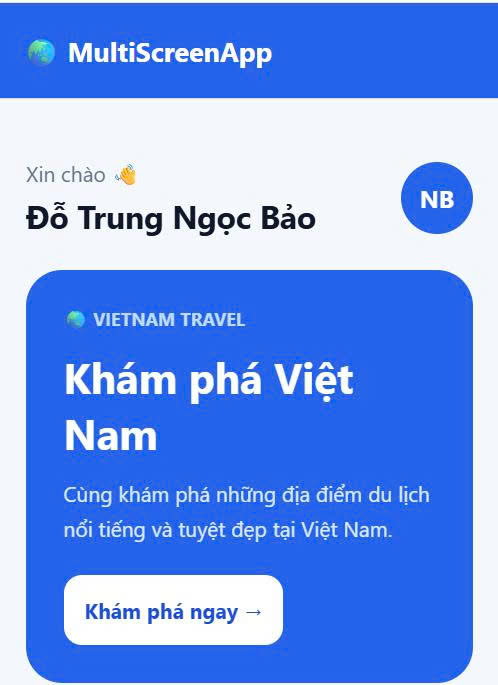 MultiScreenApp
Xin chào 👋
Đỗ Trung Ngọc Bảo
NB
VIETNAM TRAVEL
Khám phá Việt
Nam
Cùng khám phá những địa điểm du lịch
nổi tiếng và tuyệt đẹp tại Việt Nam.
Khám phá ngay →